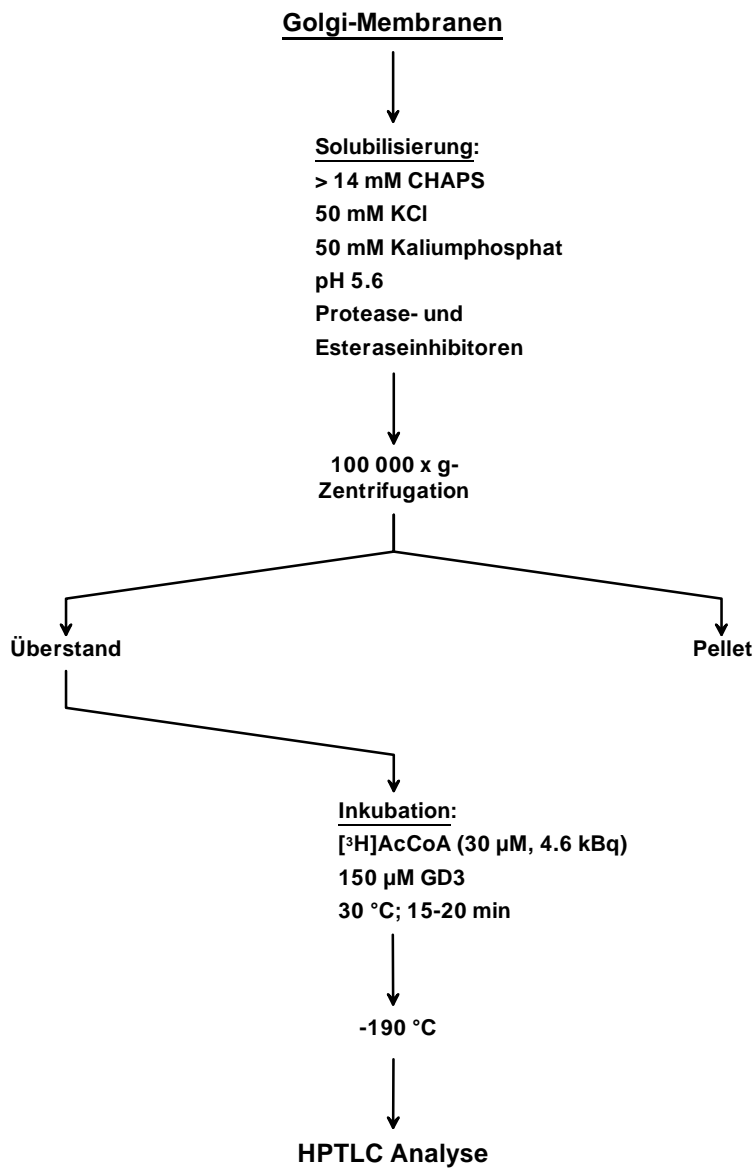 Golgi-Membranen
Solubilisierung:
> 14 mM CHAPS
50 mM KCl
50 mM Kaliumphosphat
pH 5.6
Protease- und
Esteraseinhibitoren
100 000 x g-
Zentrifugation
Überstand
Pellet
Inkubation:
[³H]AcCoA (30 µM, 4.6 kBq)
150 µM GD3
30 °C; 15-20 min
-190 °C
HPTLC Analyse